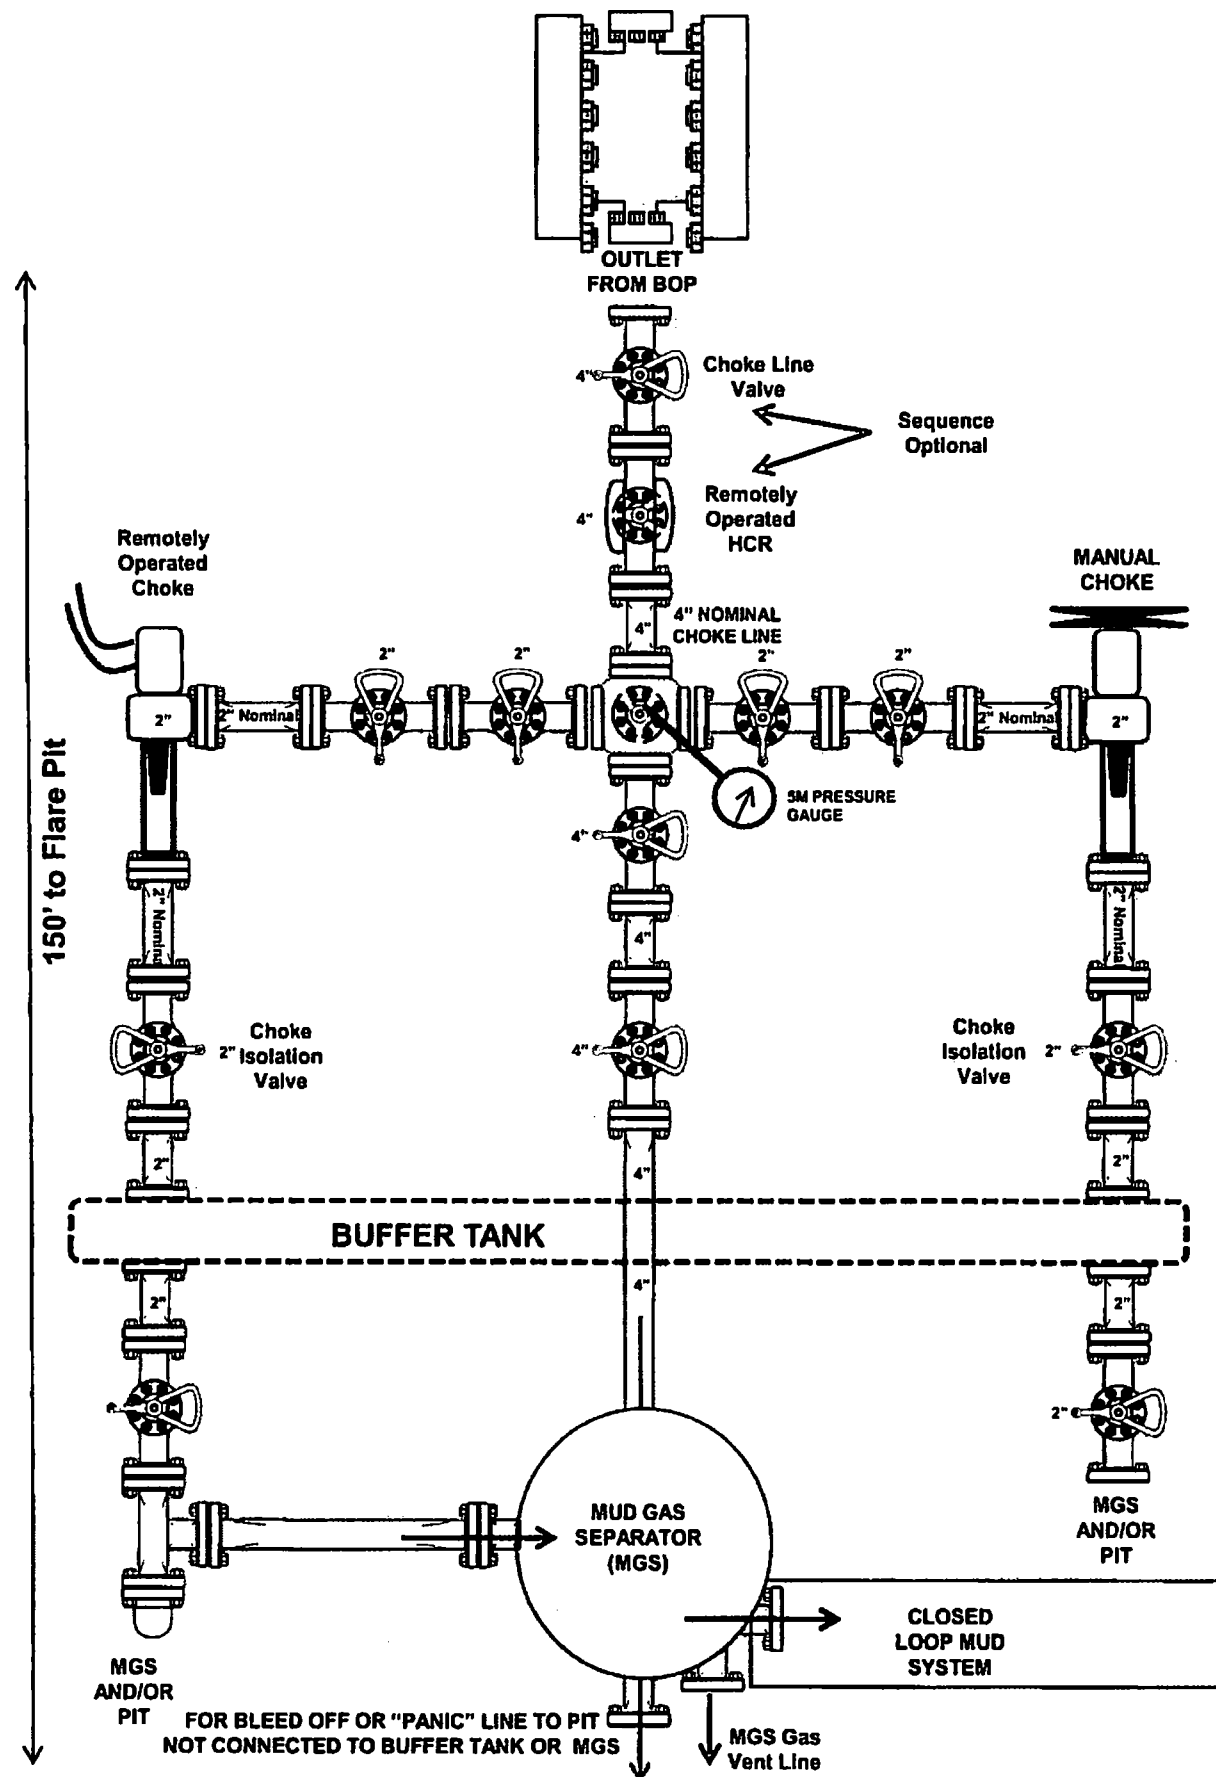 OUTLET
FROM BOP
4"
Choke Line
Valve
Sequence
Optional
4"
Remotely
Operated
HCR
Remotely
Operated
Choke
MANUAL
CHOKE
4"
4" NOMINAL
CHOKE LINE
2"
2"
2"
2"
2"
2" Nominal
2" Nominal
2"
5M PRESSURE
GAUGE
150' to Flare Pit
4"
2" Nominal
4"
2" Nominal
2"
Choke
Isolation
Valve
4"
Choke
Isolation
Valve
2"
2"
4"
2"
BUFFER TANK
2"
4"
2"
2"
MUD GAS
SEPARATOR
(MGS)
MGS
AND/OR
PIT
CLOSED
LOOP MUD
SYSTEM
MGS
AND/OR
PIT
FOR BLEED OFF OR "PANIC" LINE TO PIT
NOT CONNECTED TO BUFFER TANK OR MGS
MGS Gas
Vent Line